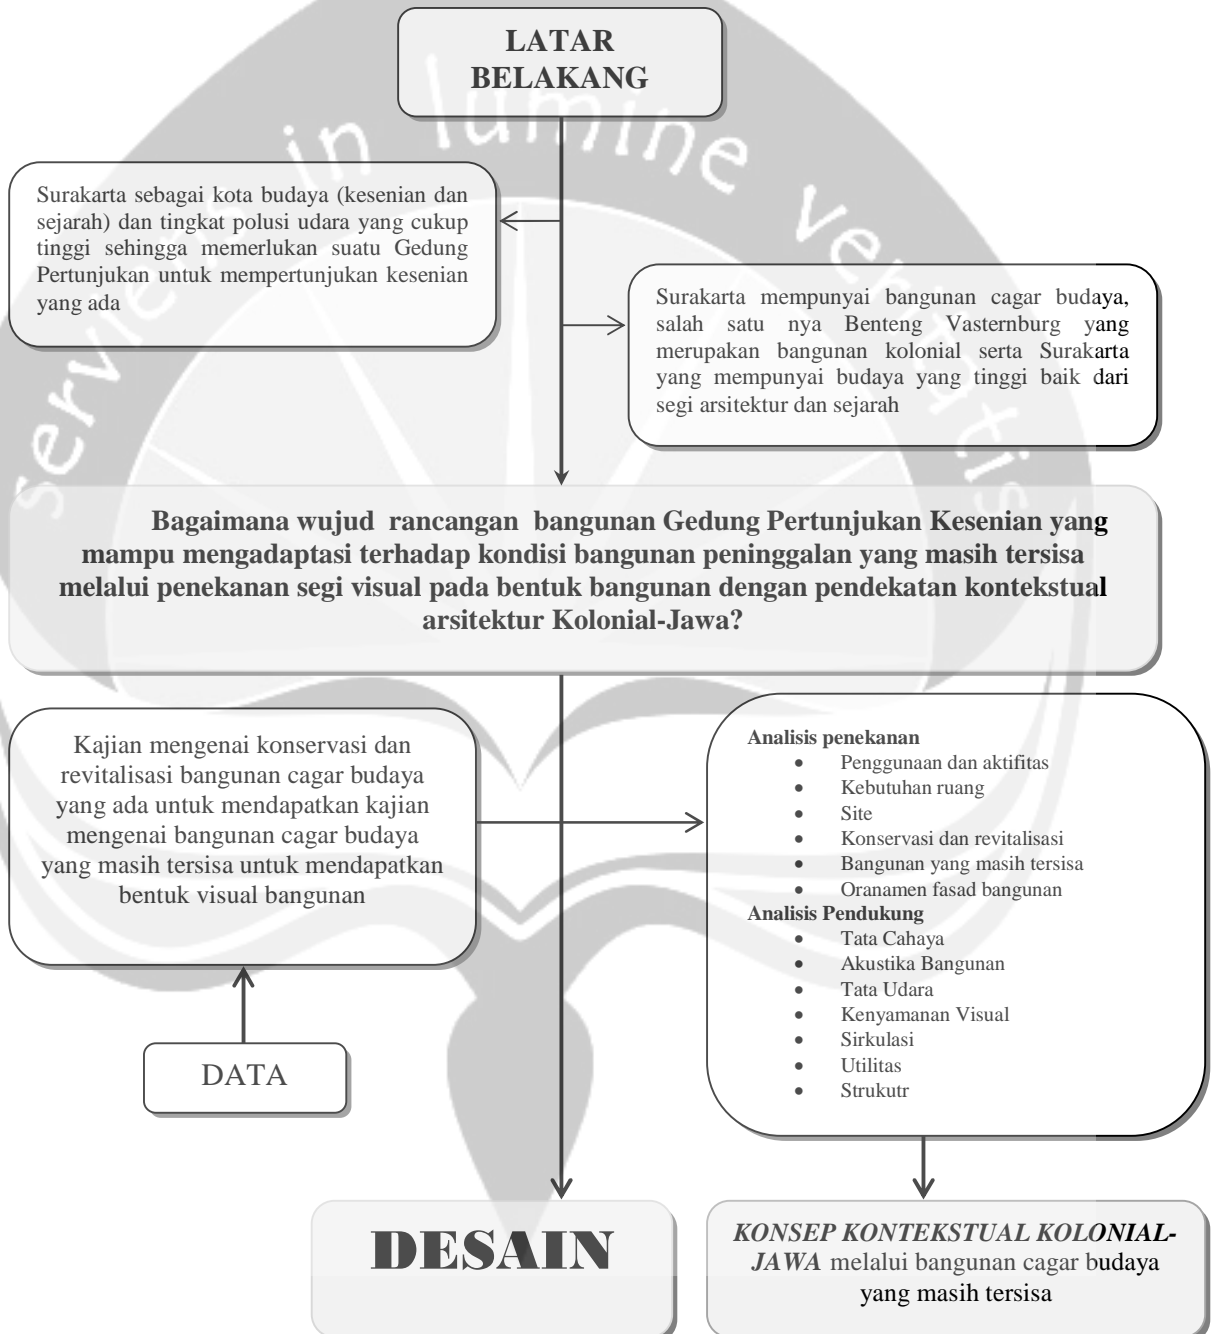 LATAR
BELAKANG
serviens in lumine veritatis
Surakarta sebagai kota budaya (kesenian dan
sejarah) dan tingkat polusi udara yang cukup
tinggi sehingga memerlukan suatu Gedung
Pertunjukan untuk mempertunjukan kesenian
yang ada
Surakarta mempunyai bangunan cagar budaya,
salah satu nya Benteng Vasternburg yang
merupakan bangunan kolonial serta Surakarta
yang mempunyai budaya yang tinggi baik dari
segi arsitektur dan sejarah
Bagaimana wujud rancangan bangunan Gedung Pertunjukan Kesenian yang
mampu mengadaptasi terhadap kondisi bangunan peninggalan yang masih tersisa
melalui penekanan segi visual pada bentuk bangunan dengan pendekatan kontekstual
arsitektur Kolonial-Jawa?
Kajian mengenai konservasi dan
revitalisasi bangunan cagar budaya
yang ada untuk mendapatkan kajian
mengenai bangunan cagar budaya
yang masih tersisa untuk mendapatkan
bentuk visual bangunan
DATA
Analisis penekanan
• Penggunaan dan aktifitas
• Kebutuhan ruang
• Site
• Konservasi dan revitalisasi
• Bangunan yang masih tersisa
• Oranamen fasad bangunan
Analisis Pendukung
• Tata Cahaya
• Akustika Bangunan
• Tata Udara
• Kenyamanan Visual
• Sirkulasi
• Utilitas
• Strukutr
DESAIN
KONSEP KONTEKSTUAL KOLONIAL-
JAWA melalui bangunan cagar budaya
yang masih tersisa